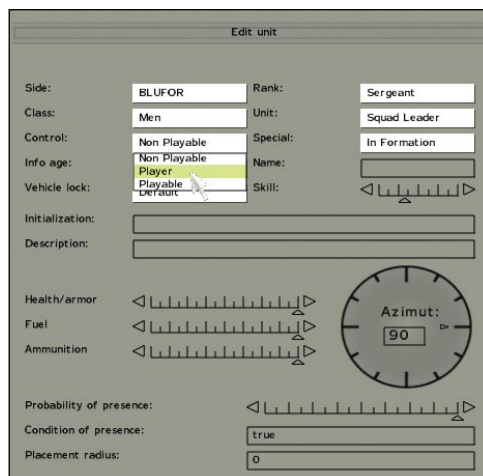 Edit unit
Side: BLUFOR Rank: Sergeant
Class: Men Unit: Squad Leader
Control: Non Playable Special: In Formation
Non Playable
Info age: Player Name:
Playable
Vehicle lock: Default Skill:
Initialization:
Description:
Health/armor
Azimut:
Fuel
90
Ammunition
Probability of presence:
Condition of presence: true
Placement radius: 0